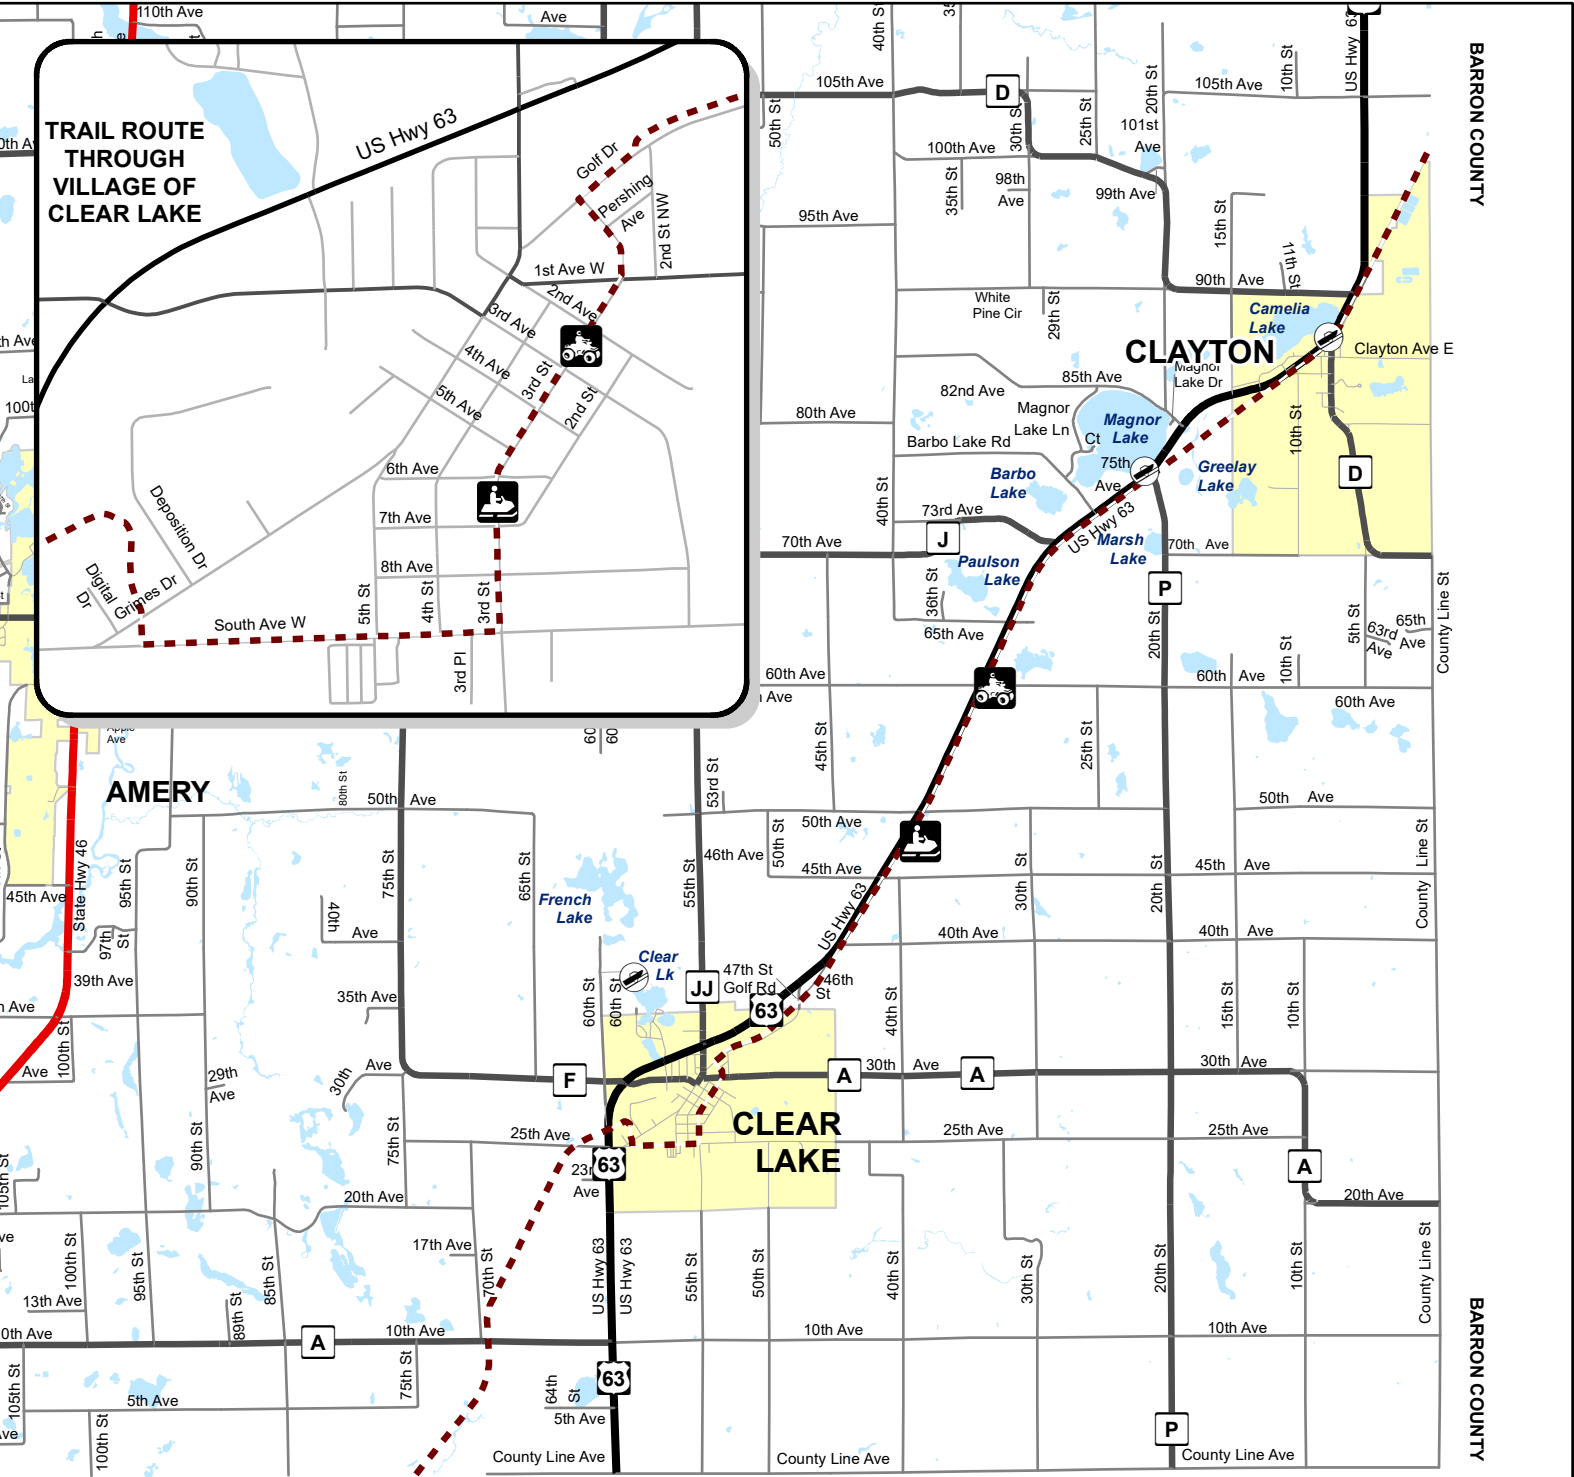 110th Ave
Ave
40th St
105th Ave
D
50th St
30th St
25th St
20th St
101st
Ave
105th Ave
10th St
US Hwy 63
BARRON COUNTY
TRAIL ROUTE
THROUGH
VILLAGE OF
CLEAR LAKE
US Hwy 63
Golf Dr
Pershing
Ave
2nd St NW
1st Ave W
2nd Ave
3rd Ave
4th Ave
5th Ave
3rd St
2nd St
6th Ave
7th Ave
8th Ave
5th St
4th St
3rd St
3rd Pl
South Ave W
Grimes Dr
Deposition Dr
Digital
Dr
100th Ave
35th St
98th
Ave
99th Ave
95th Ave
15th St
11th St
90th Ave
White
Pine Cir
29th St
Camelia
Lake
CLAYTON
Clayton Ave E
Magnor
Lake Dr
85th Ave
82nd Ave
80th Ave
Magnor
Lake Ln
Magnor
Lake
Ct
Barbo Lake Rd
75th
Ave
10th St
Greelay
Lake
D
Barbo
Lake
40th St
73rd Ave
J
US Hwy 63
Marsh
Lake
70th Ave
70th Ave
Paulson
Lake
P
36th St
65th Ave
20th St
5th St
63rd
Ave
65th
Ave
County Line St
10th St
60th Ave
60th Ave
60th Ave
45th St
25th St
Ave
AMERY
80th St
50th Ave
53rd St
50th Ave
50th St
46th Ave
45th Ave
50th Ave
45th Ave
State Hwy 46
45th Ave
95th St
90th St
75th St
65th St
55th St
French
Lake
40th
Ave
97th
St
39th Ave
US Hwy 63
30th St
20th St
County Line St
40th Ave
40th Ave
Clear
Lk
JJ
47th St
Golf Rd
46th
St
63
35th Ave
60th St
60th St
40th St
15th St
10th St
100th St
Ave
29th
Ave
30th
Ave
F
A
30th Ave
A
30th Ave
CLEAR
LAKE
25th Ave
25th Ave
25th Ave
90th St
75th St
63
Ave
A
105th St
20th Ave
20th Ave
17th Ave
70th St
100th St
95th St
85th St
89th St
13th Ave
US Hwy 63
US Hwy 63
55th St
50th St
40th St
30th St
20th St
10th St
County Line St
A
10th Ave
10th Ave
10th Ave
BARRON COUNTY
63
105th St
75th St
64th
St
5th Ave
5th Ave
100th St
P
County Line Ave
County Line Ave
County Line Ave